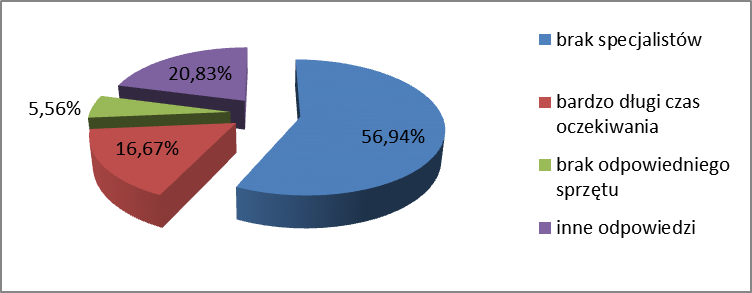 20,83%
5,56%
16,67%
56,94%
brak specjalistów
bardzo długi czas
oczekiwania
brak odpowiedniego
sprzętu
inne odpowiedzi